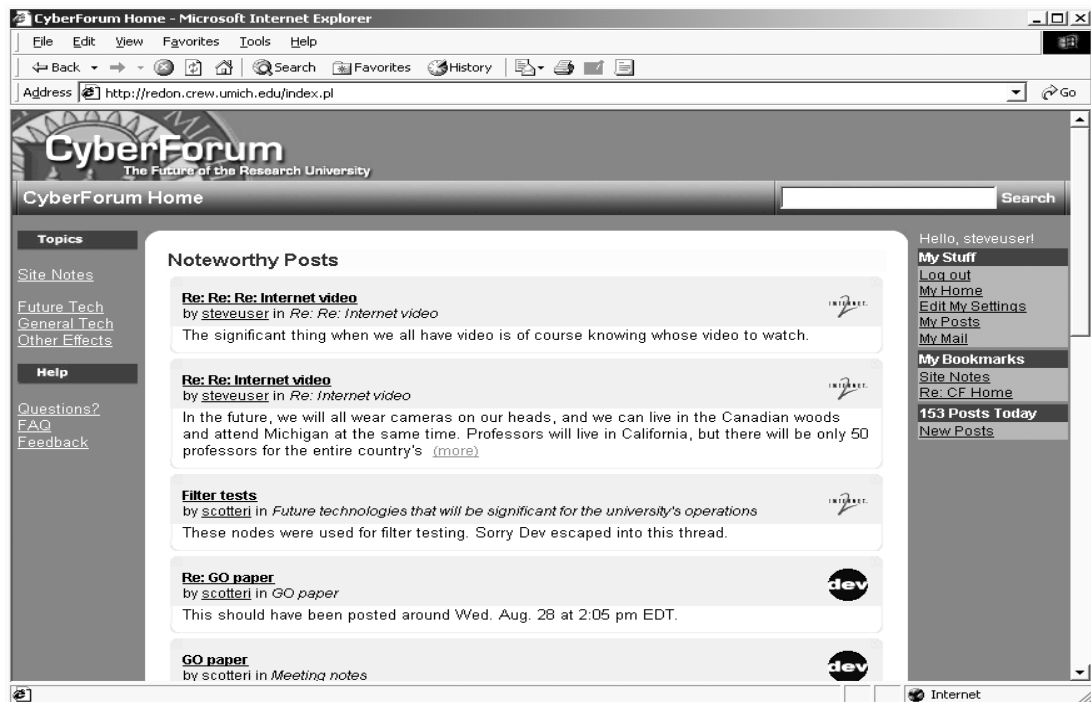 CyberForum Home - Microsoft Internet Explorer
File Edit View Favorites Tools Help
Back Search Favorites History
Address http://redon.crew.umich.edu/index.pl Go
CyberForum
The Future of the Research University
CyberForum Home Search
Topics
Site Notes
Future Tech
General Tech
Other Effects
Help
Questions?
FAQ
Feedback
Noteworthy Posts
Re: Re: Re: Internet video
by steveuser in Re: Re: Internet video
INTERNET 2
The significant thing when we all have video is of course knowing whose video to watch.
Re: Re: Internet video
by steveuser in Re: Internet video
INTERNET 2
In the future, we will all wear cameras on our heads, and we can live in the Canadian woods
and attend Michigan at the same time. Professors will live in California, but there will be only 50
professors for the entire country's (more)
Filter tests
by scotteri in Future technologies that will be significant for the university's operations
INTERNET 2
These nodes were used for filter testing. Sorry Dev escaped into this thread.
Re: GO paper
by scotteri in GO paper
dev
This should have been posted around Wed. Aug. 28 at 2:05 pm EDT.
GO paper
by scotteri in Meeting notes
dev
Hello, steveuser!
My Stuff
Log out
My Home
Edit My Settings
My Posts
My Mail
My Bookmarks
Site Notes
Re: CF Home
153 Posts Today
New Posts
Internet